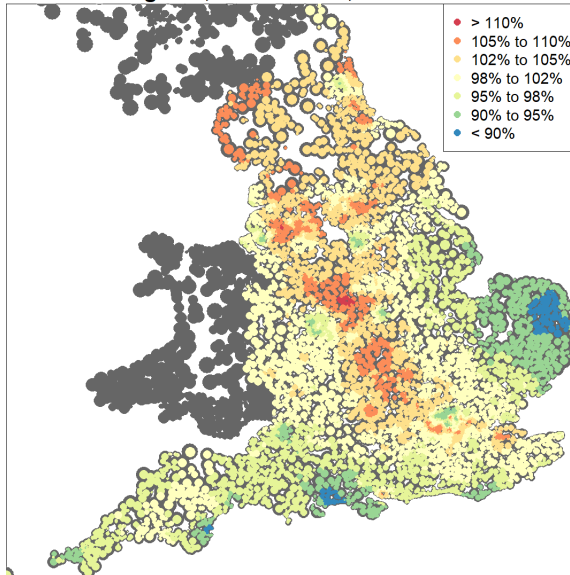 > 110%
105% to 110%
102% to 105%
98% to 102%
95% to 98%
90% to 95%
< 90%